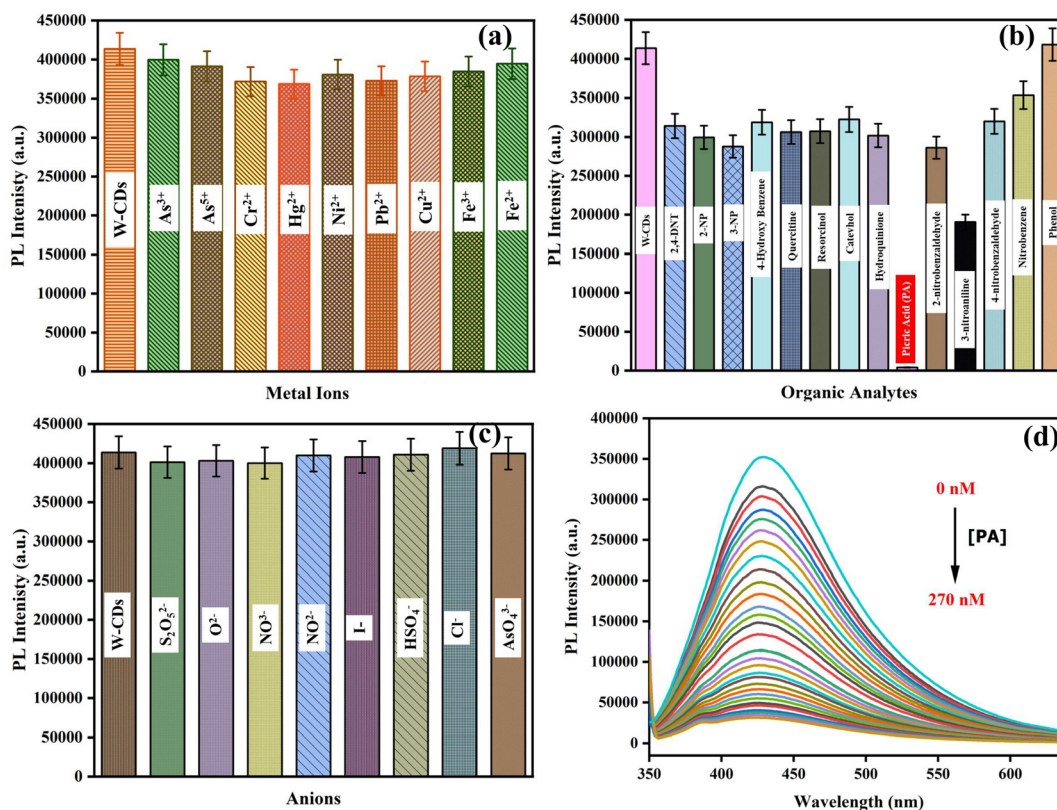 (a)
PL Intenisty (a.u.)
450000
400000
350000
300000
250000
200000
150000
100000
50000
0
W-CDs
As³⁺
As⁵⁺
Cr²⁺
Hg²⁺
Ni²⁺
Pb²⁺
Cu²⁺
Fe³⁺
Fe²⁺
Metal Ions
(b)
PL Intenisty (a.u.)
450000
400000
350000
300000
250000
200000
150000
100000
50000
0
W-CDs
2,4-DNT
2-NP
3-NP
4-Hydroxy Benzene
Quercitine
Resorcinol
Catevhol
Hydroquinione
Picric Acid (PA)
2-nitrobenzaldehyde
3-nitroaniline
4-nitrobenzaldehyde
Nitrobenzene
Phenol
Organic Analytes
(c)
PL Intenisty (a.u.)
450000
400000
350000
300000
250000
200000
150000
100000
50000
0
W-CDs
S₂O₅²⁻
O²⁻
NO³⁻
NO²⁻
I-
HSO₄⁻
Cl⁻
AsO₄³⁻
Anions
(d)
PL Intensity (a.u.)
400000
350000
300000
250000
200000
150000
100000
50000
0
0 nM
[PA]
270 nM
350 400 450 500 550 600
Wavelength (nm)